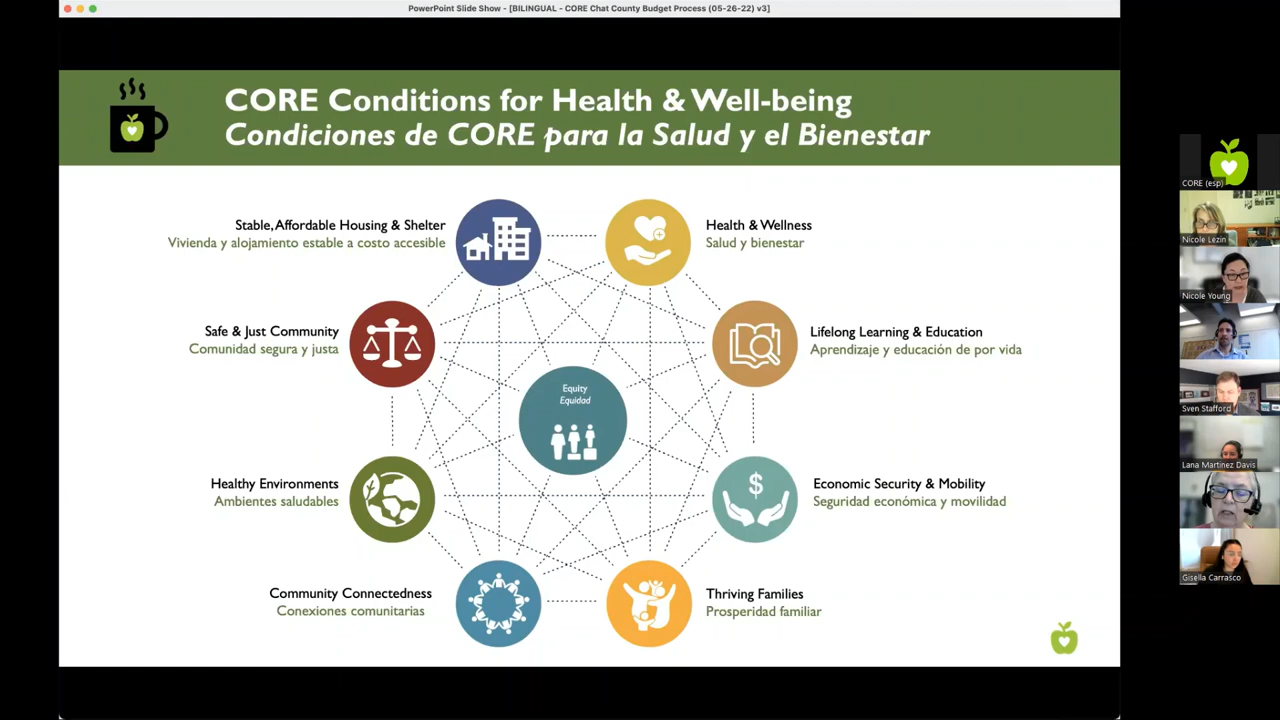 PowerPoint Slide Show - [BILINGUAL - CORE Chat County Budget Process (05-26-22) v3]
CORE Conditions for Health & Well-being
Condiciones de CORE para la Salud y el Bienestar
Stable, Affordable Housing & Shelter
Vivienda y alojamiento estable a costo accesible
Health & Wellness
Salud y bienestar
Safe & Just Community
Comunidad segura y justa
Lifelong Learning & Education
Aprendizaje y educación de por vida
Equity
Equidad
Healthy Environments
Ambientes saludables
$
Economic Security & Mobility
Seguridad económica y movilidad
Community Connectedness
Conexiones comunitarias
Thriving Families
Prosperidad familiar
CORE (esp)
Nicole Lezin
Nicole Young
Sven Stafford
Lana Martinez Davis
Gisella Carrasco